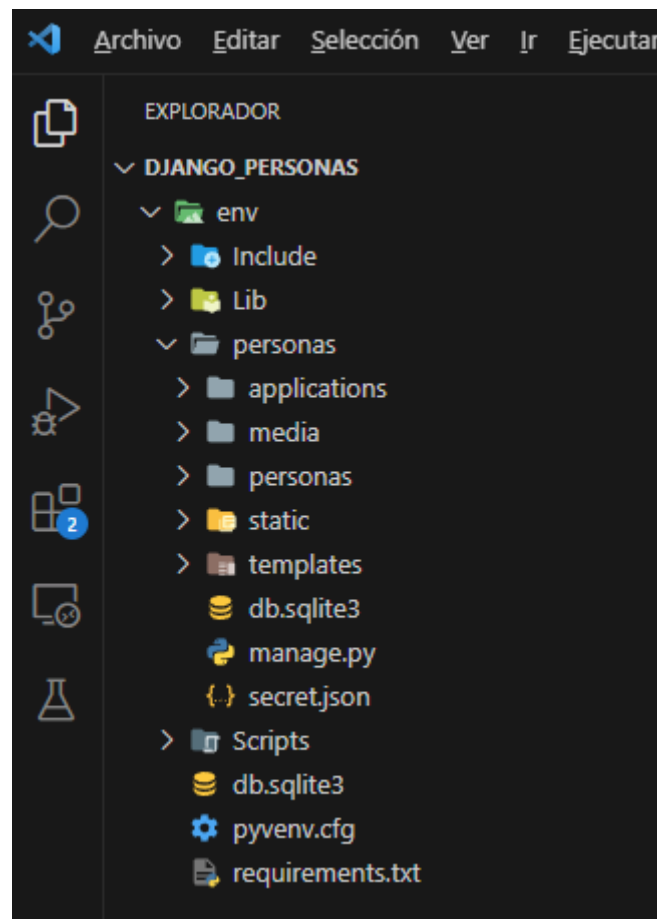 Archivo Editar Selección Ver Ir Ejecutar
EXPLORADOR
DJANGO_PERSONAS
env
Include
Lib
personas
applications
media
personas
static
2
templates
db.sqlite3
manage.py
secret.json
Scripts
db.sqlite3
pyvenv.cfg
requirements.txt